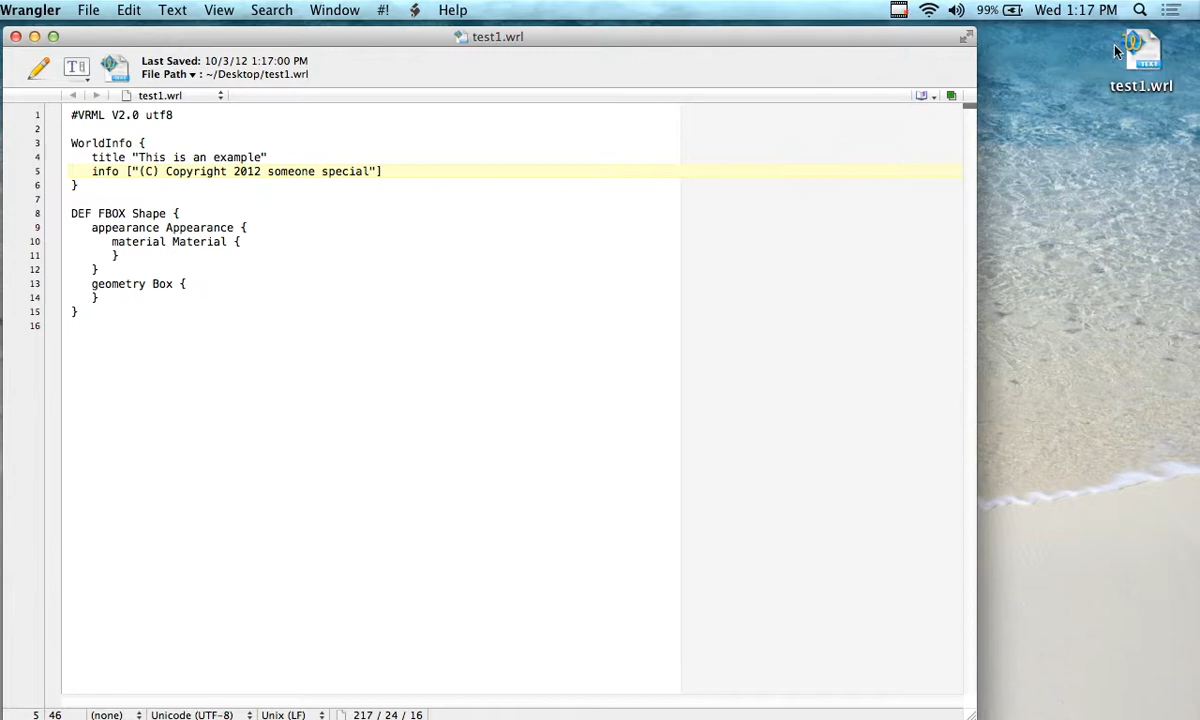 Wrangler File Edit Text View Search Window #! Help 99% Wed 1:17 PM
test1.wrl
Last Saved: 10/3/12 1:17:00 PM
File Path ▾ : ~/Desktop/test1.wrl
test1.wrl
1 #VRML V2.0 utf8
2
3 WorldInfo {
4 title "This is an example"
5 info ["(C) Copyright 2012 someone special"]
6 }
7
8 DEF FBOX Shape {
9 appearance Appearance {
10 material Material {
11 }
12 }
13 geometry Box {
14 }
15 }
16
5 46 (none) Unicode (UTF-8) Unix (LF) 217 / 24 / 16
TEXT
test1.wrl